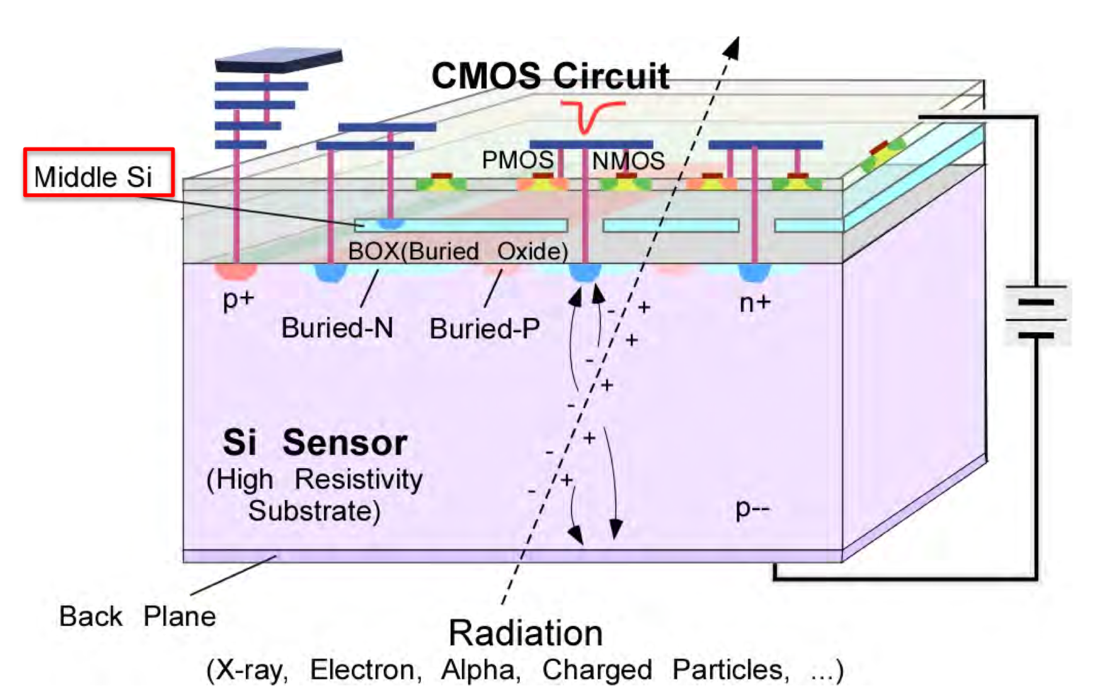 CMOS Circuit
Middle Si
PMOS
NMOS
BOX(Buried Oxide)
p+
n+
Buried-N
Buried-P
- +
+
-
+
-
+
-
+
-
Si Sensor
(High Resistivity
Substrate)
p--
Back Plane
Radiation
(X-ray, Electron, Alpha, Charged Particles, ...)